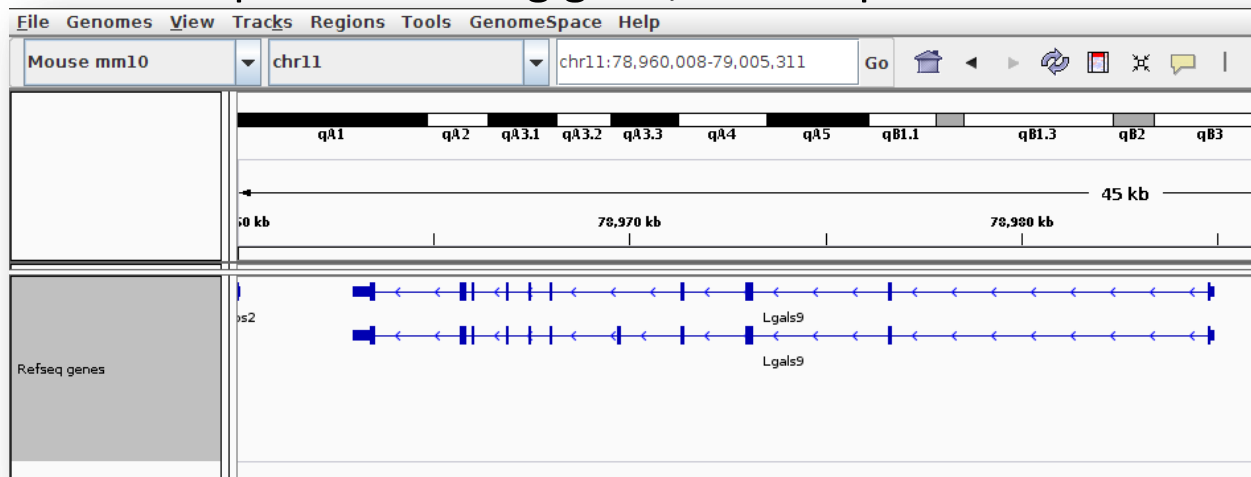 File Genomes View Tracks Regions Tools GenomeSpace Help
Mouse mm10 chr11 chr11:78,960,008-79,005,311 Go
qA1 qA2 qA3.1 qA3.2 qA3.3 qA4 qA5 qB1.1 qB1.3 qB2 qB3
45 kb
kb 78,970 kb 78,980 kb
Lgals9
Lgals9
Refseq genes